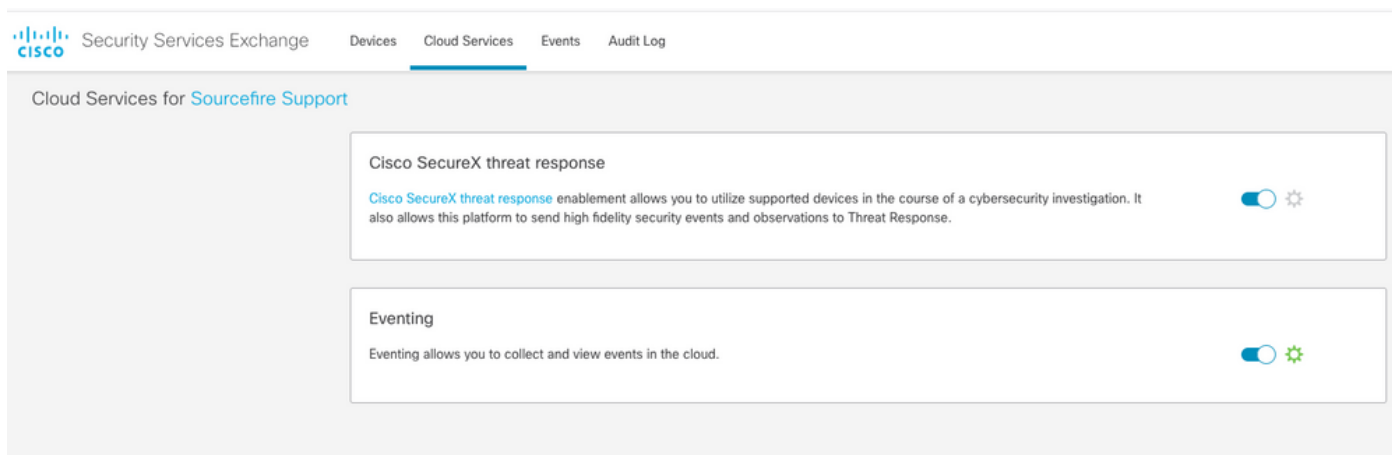 CISCO Security Services Exchange Devices Cloud Services Events Audit Log
Cloud Services for Sourcefire Support
Cisco SecureX threat response
Cisco SecureX threat response enablement allows you to utilize supported devices in the course of a cybersecurity investigation. It
also allows this platform to send high fidelity security events and observations to Threat Response.
Eventing
Eventing allows you to collect and view events in the cloud.